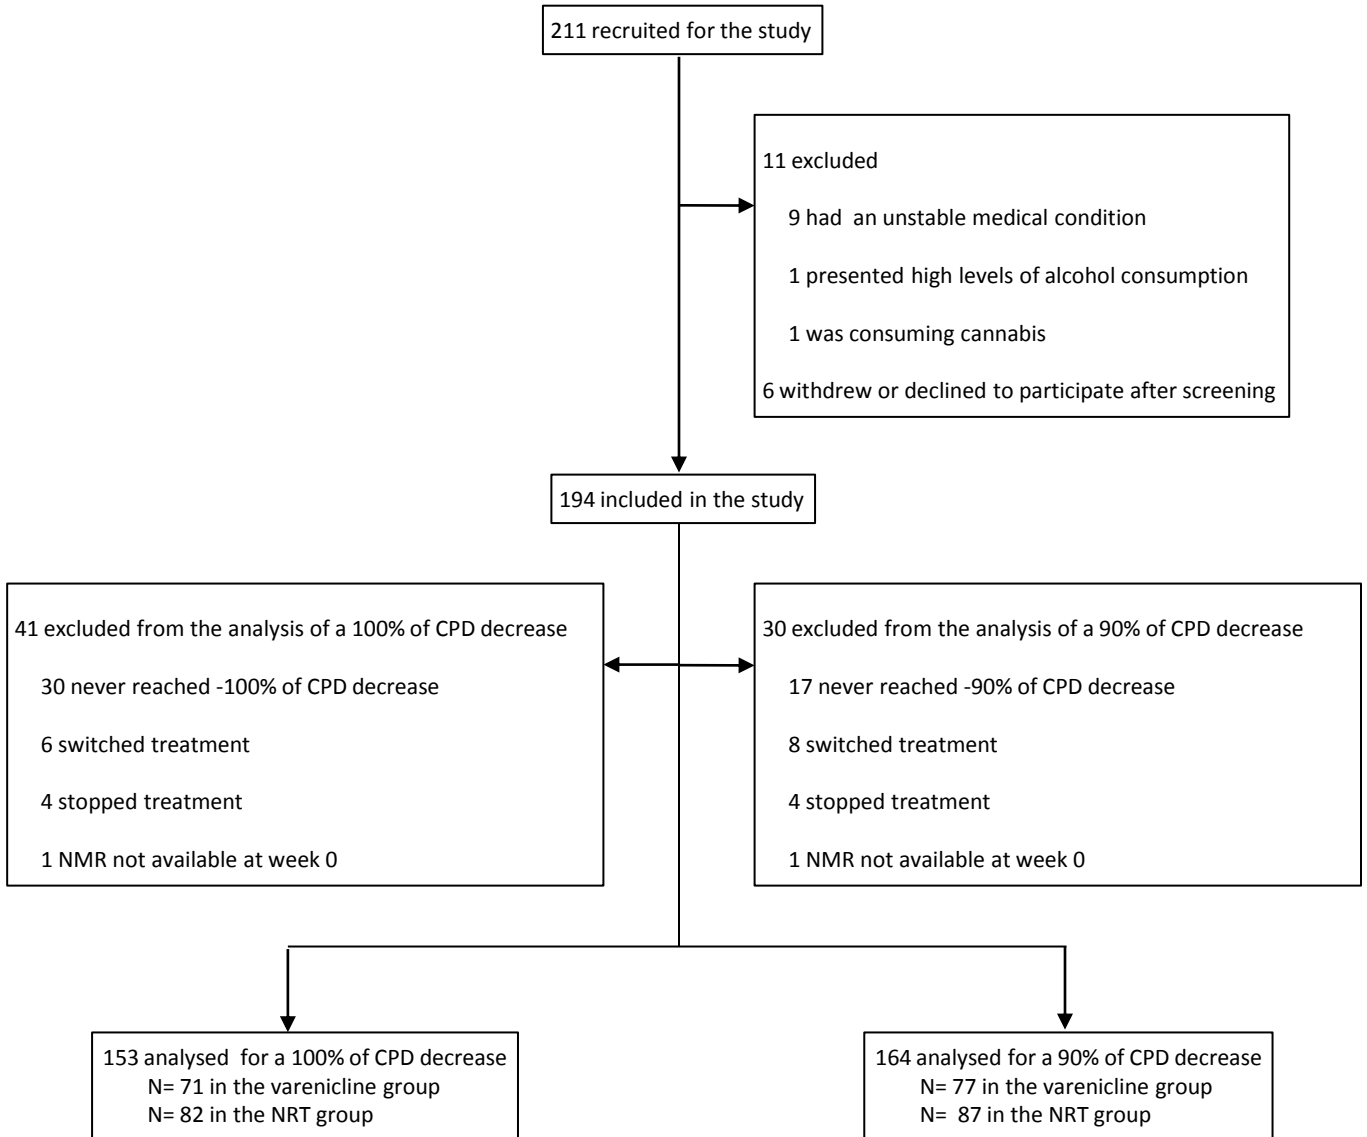 211 recruited for the study
11 excluded
9 had an unstable medical condition
1 presented high levels of alcohol consumption
1 was consuming cannabis
6 withdrew or declined to participate after screening
194 included in the study
41 excluded from the analysis of a 100% of CPD decrease
30 never reached -100% of CPD decrease
6 switched treatment
4 stopped treatment
1 NMR not available at week 0
30 excluded from the analysis of a 90% of CPD decrease
17 never reached -90% of CPD decrease
8 switched treatment
4 stopped treatment
1 NMR not available at week 0
153 analysed for a 100% of CPD decrease
N= 71 in the varenicline group
N= 82 in the NRT group
164 analysed for a 90% of CPD decrease
N= 77 in the varenicline group
N= 87 in the NRT group